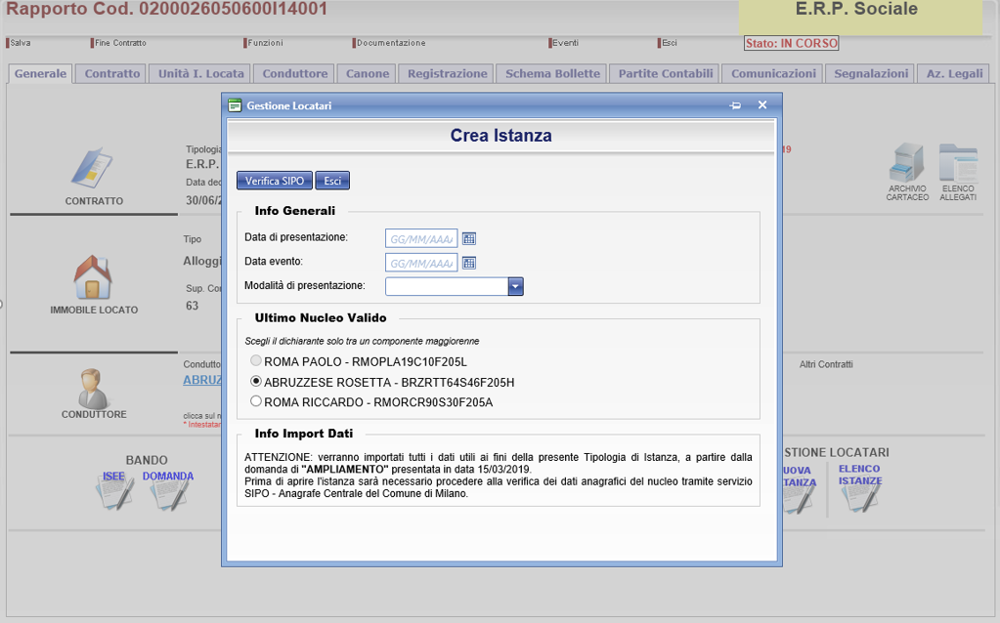 Rapporto Cod. 0200026050600I14001
E.R.P. Sociale
Salva
Fine Contratto
Funzioni
Documentazione
Eventi
Esci
Stato: IN CORSO
Generale
Contratto
Unità I. Locata
Conduttore
Canone
Registrazione
Schema Bollette
Partite Contabili
Comunicazioni
Segnalazioni
Az. Legali
Gestione Locatari
Crea Istanza
Verifica SIPO
Esci
Info Generali
Data di presentazione:
GG/MM/AAA
Data evento:
GG/MM/AAA
Modalità di presentazione:
Ultimo Nucleo Valido
Scegli il dichiarante solo tra un componente maggiorenne
ROMA PAOLO - RMOPLA19C10F205L
ABRUZZESE ROSETTA - BRZRTT64S46F205H
ROMA RICCARDO - RMORCR90S30F205A
Info Import Dati
ATTENZIONE: verranno importati tutti i dati utili ai fini della presente Tipologia di Istanza, a partire dalla
domanda di "AMPLIAMENTO" presentata in data 15/03/2019.
Prima di aprire l'istanza sarà necessario procedere alla verifica dei dati anagrafici del nucleo tramite servizio
SIPO - Anagrafe Centrale del Comune di Milano.
CONTRATTO
Tipologia
E.R.P.
Data dec
30/06/2
19
ARCHIVIO
CARTACEO
ELENCO
ALLEGATI
IMMOBILE LOCATO
Tipo
Alloggi
Sup. Con
63
CONDUTTORE
Condutto
ABRUZ
clicca sul n
* Intestatar
Altri Contratti
BANDO
ISEE
DOMANDA
STIONE LOCATARI
UOVA
TANZA
ELENCO
ISTANZE